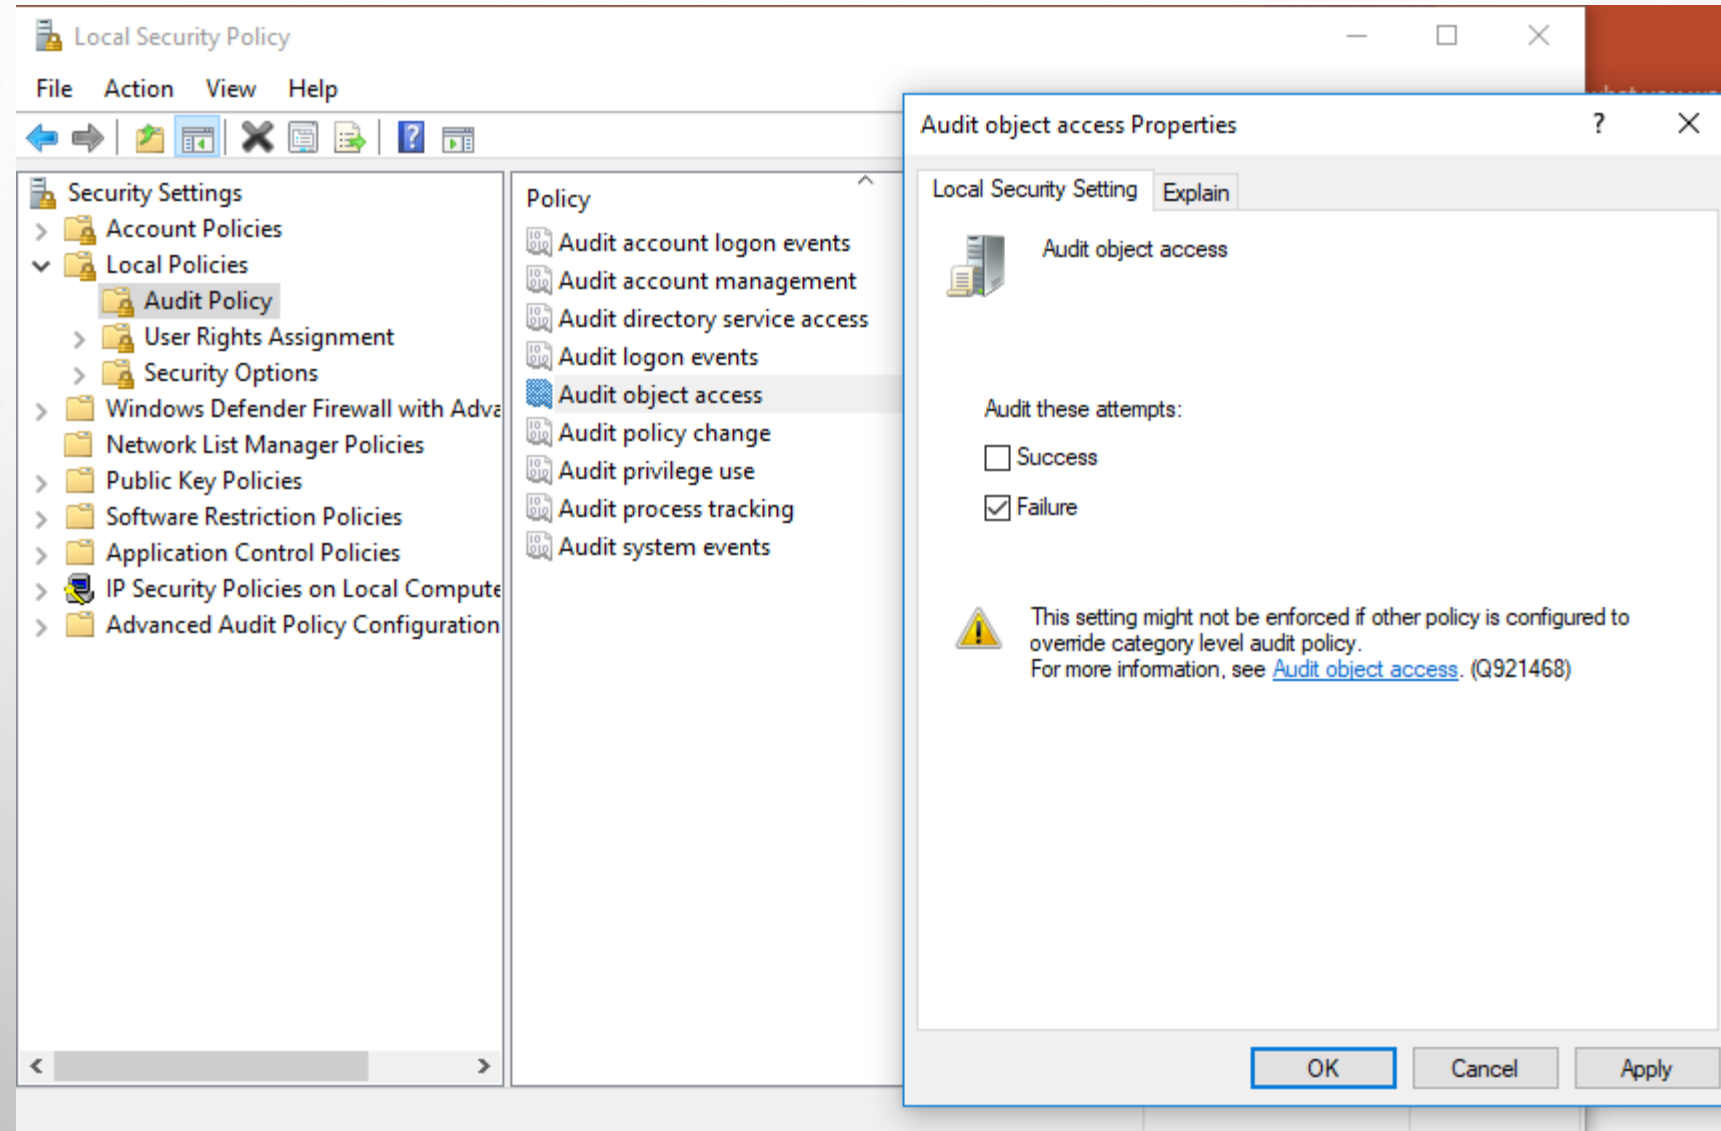 Local Security Policy
File Action View Help
Security Settings
Account Policies
Local Policies
Audit Policy
User Rights Assignment
Security Options
Windows Defender Firewall with Adva
Network List Manager Policies
Public Key Policies
Software Restriction Policies
Application Control Policies
IP Security Policies on Local Compute
Advanced Audit Policy Configuration
Policy
Audit account logon events
Audit account management
Audit directory service access
Audit logon events
Audit object access
Audit policy change
Audit privilege use
Audit process tracking
Audit system events
Audit object access Properties ?
Local Security Setting Explain
Audit object access
Audit these attempts:
Success
Failure
This setting might not be enforced if other policy is configured to
override category level audit policy.
For more information, see Audit object access. (Q921468)
OK Cancel Apply